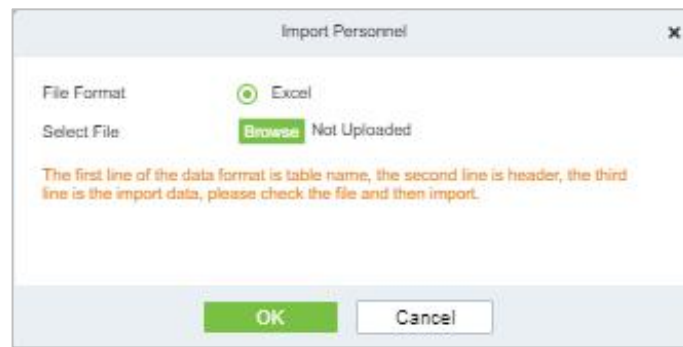 Import Personnel
File Format Excel
Select File Browse Not Uploaded
The first line of the data format is table name, the second line is header, the third
line is the import data, please check the file and then import.
OK Cancel